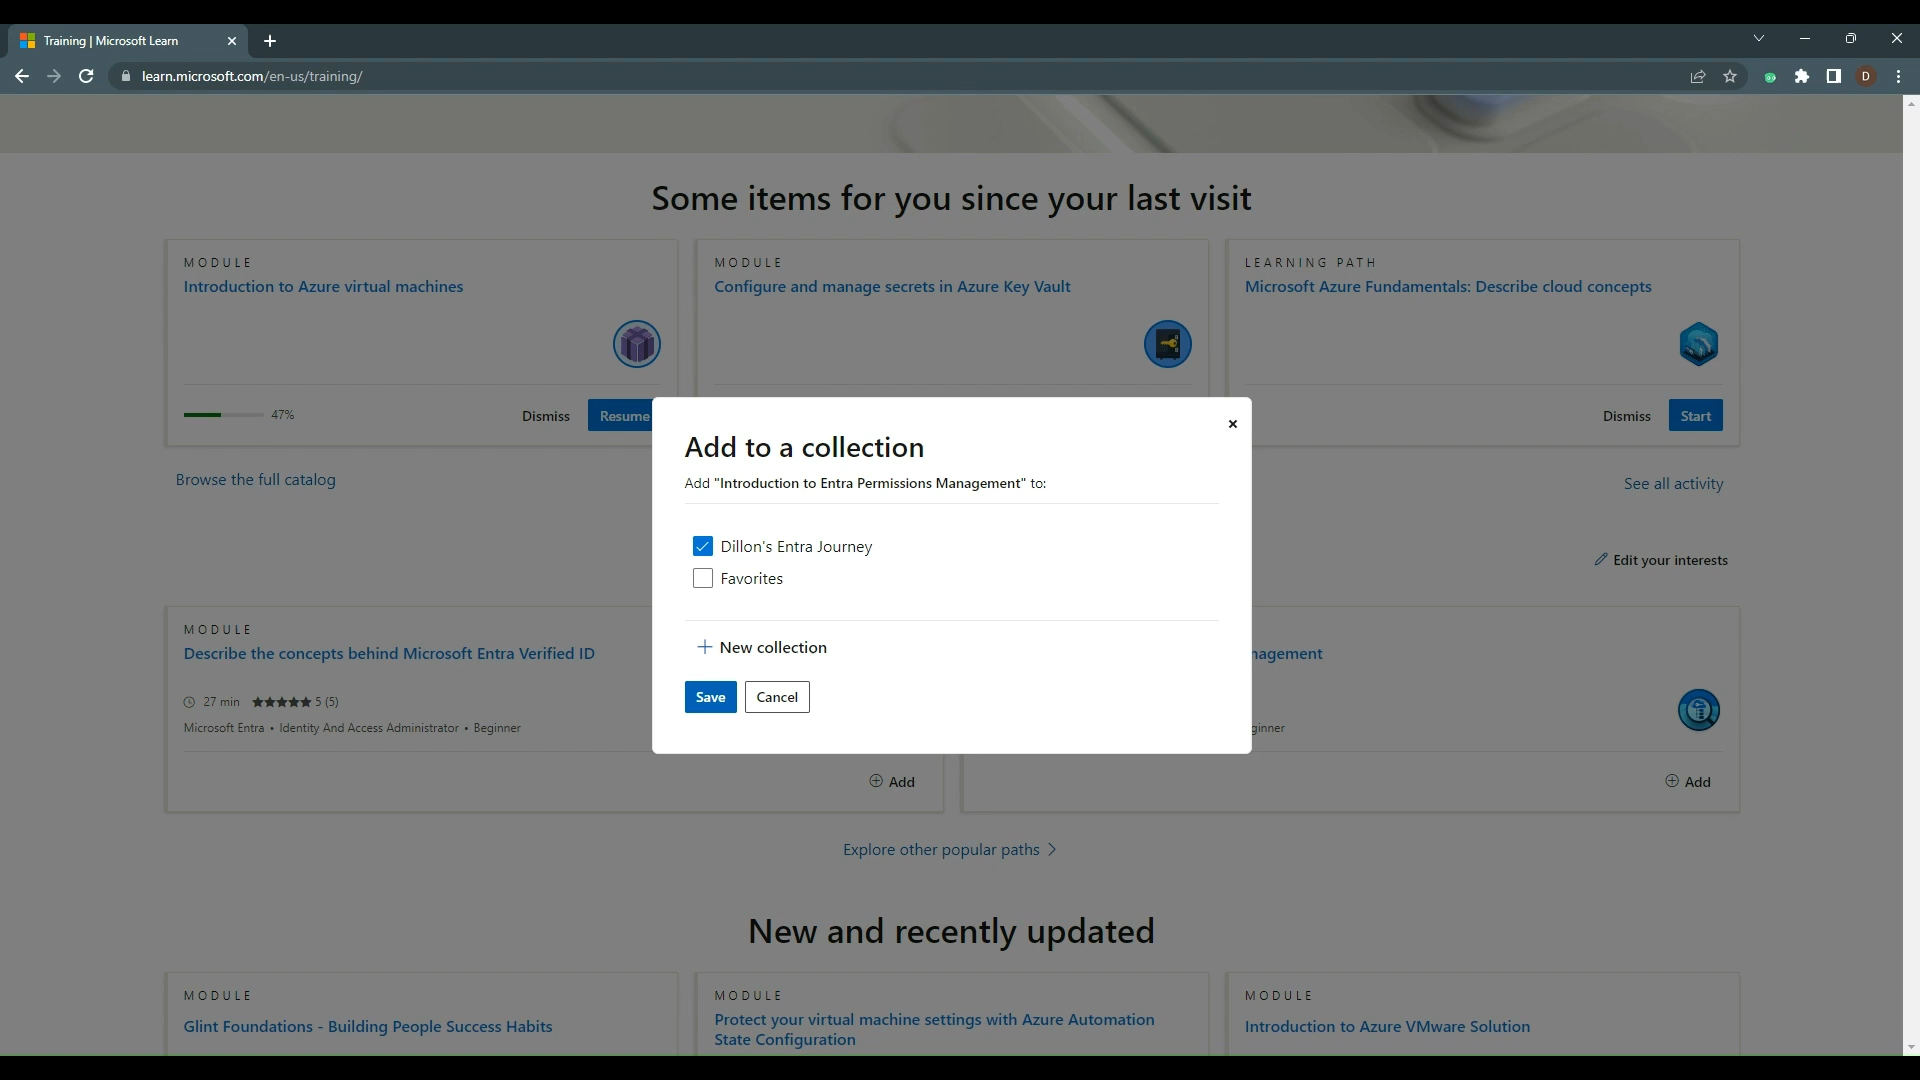 Training | Microsoft Learn
learn.microsoft.com/en-us/training/
D
Some items for you since your last visit
MODULE
Introduction to Azure virtual machines
47%
Dismiss
Resume
MODULE
Configure and manage secrets in Azure Key Vault
LEARNING PATH
Microsoft Azure Fundamentals: Describe cloud concepts
Dismiss
Start
Browse the full catalog
See all activity
Add to a collection
Add "Introduction to Entra Permissions Management" to:
Dillon's Entra Journey
Favorites
+ New collection
Save
Cancel
Edit your interests
MODULE
Describe the concepts behind Microsoft Entra Verified ID
27 min ★★★★★ 5 (5)
Microsoft Entra • Identity And Access Administrator • Beginner
Add
nagement
ginner
Add
Explore other popular paths >
New and recently updated
MODULE
Glint Foundations - Building People Success Habits
MODULE
Protect your virtual machine settings with Azure Automation
State Configuration
MODULE
Introduction to Azure VMware Solution